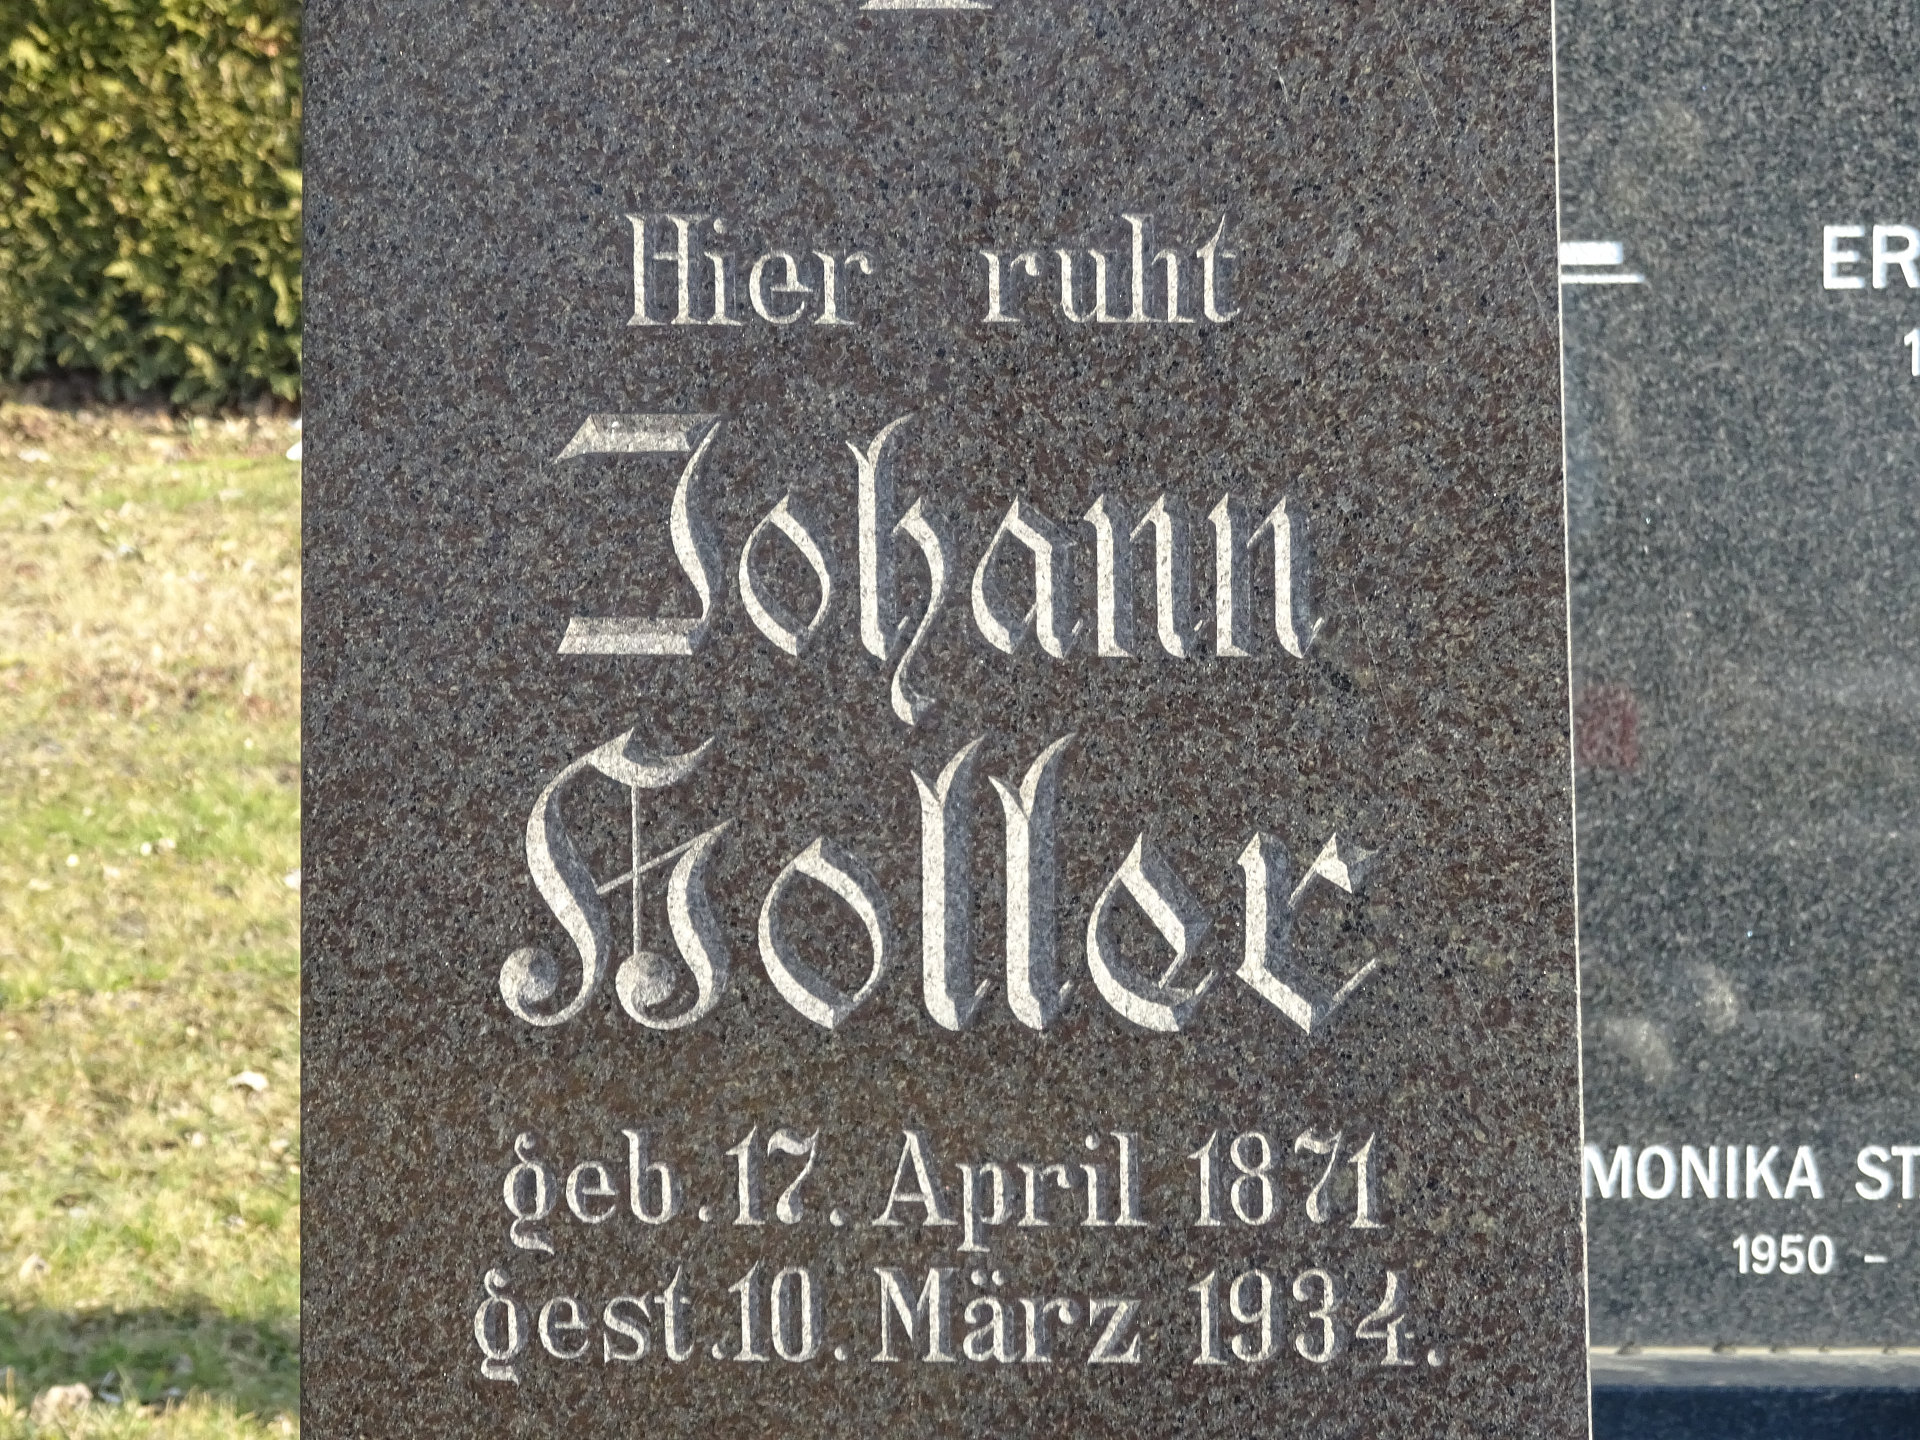 Hier ruht
Johann
Holler
geb. 17. April 1871
gest. 10. März 1934.
ER
MONIKA ST
1950 –